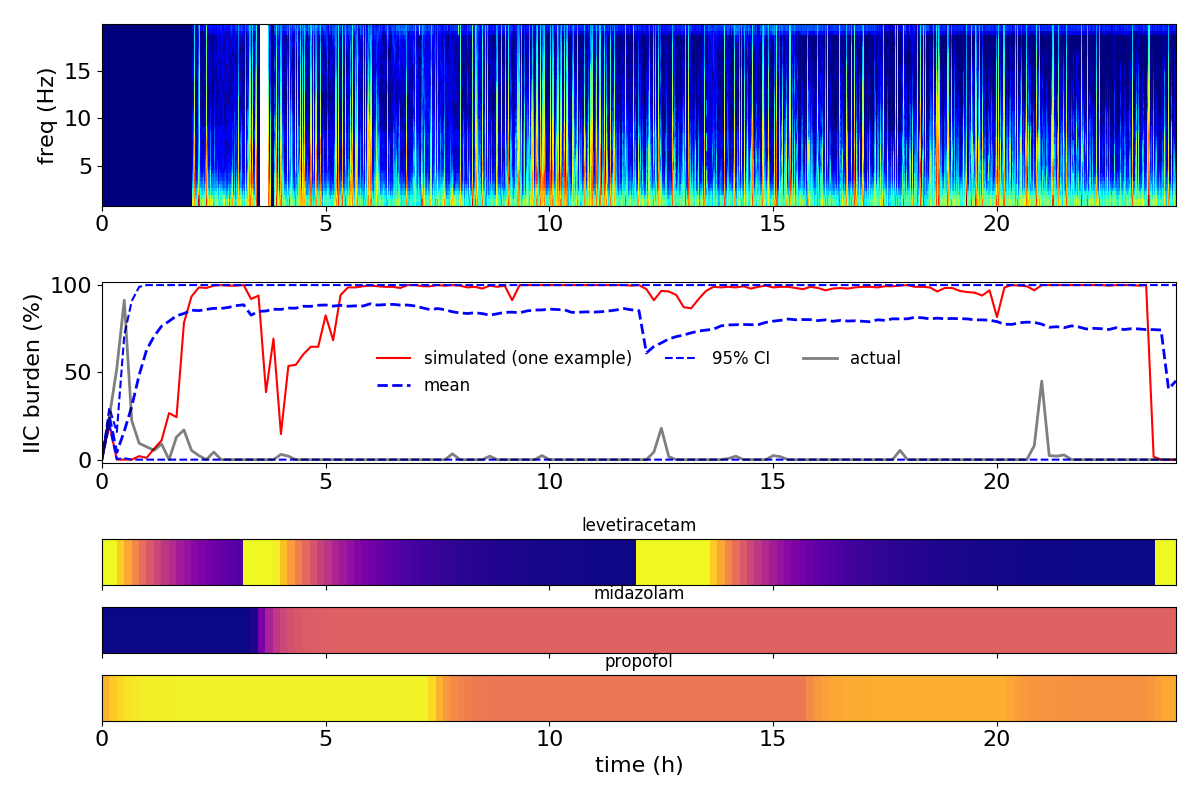 freq (Hz)
15
10
5
0 5 10 15 20
IIC burden (%)
100
50
0
simulated (one example) 95% CI actual
mean
0 5 10 15 20
levetiracetam
midazolam
propofol
0 5 10 15 20
time (h)